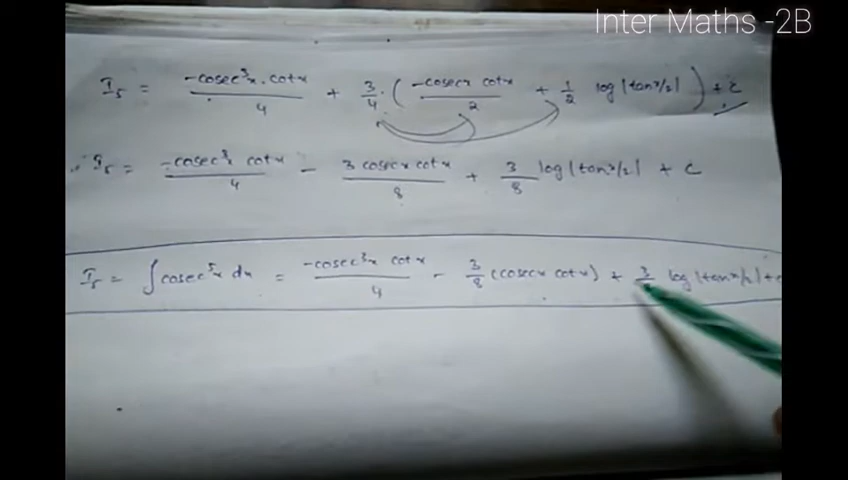 Inter Maths -2B
I₅ = -cosec³x . cotx / 4 + 3/4 . ( -cosecx cotx / 2 + 1/2 log|tan x/2| ) + c
∴ I₅ = -cosec³x cotx / 4 - 3 cosecx cotx / 8 + 3/8 log|tan x/2| + c
I₅ = ∫ cosec⁵x dx = -cosec³x cotx / 4 - 3/8 (cosecx cotx) + 3/ log|tan x/2| + c